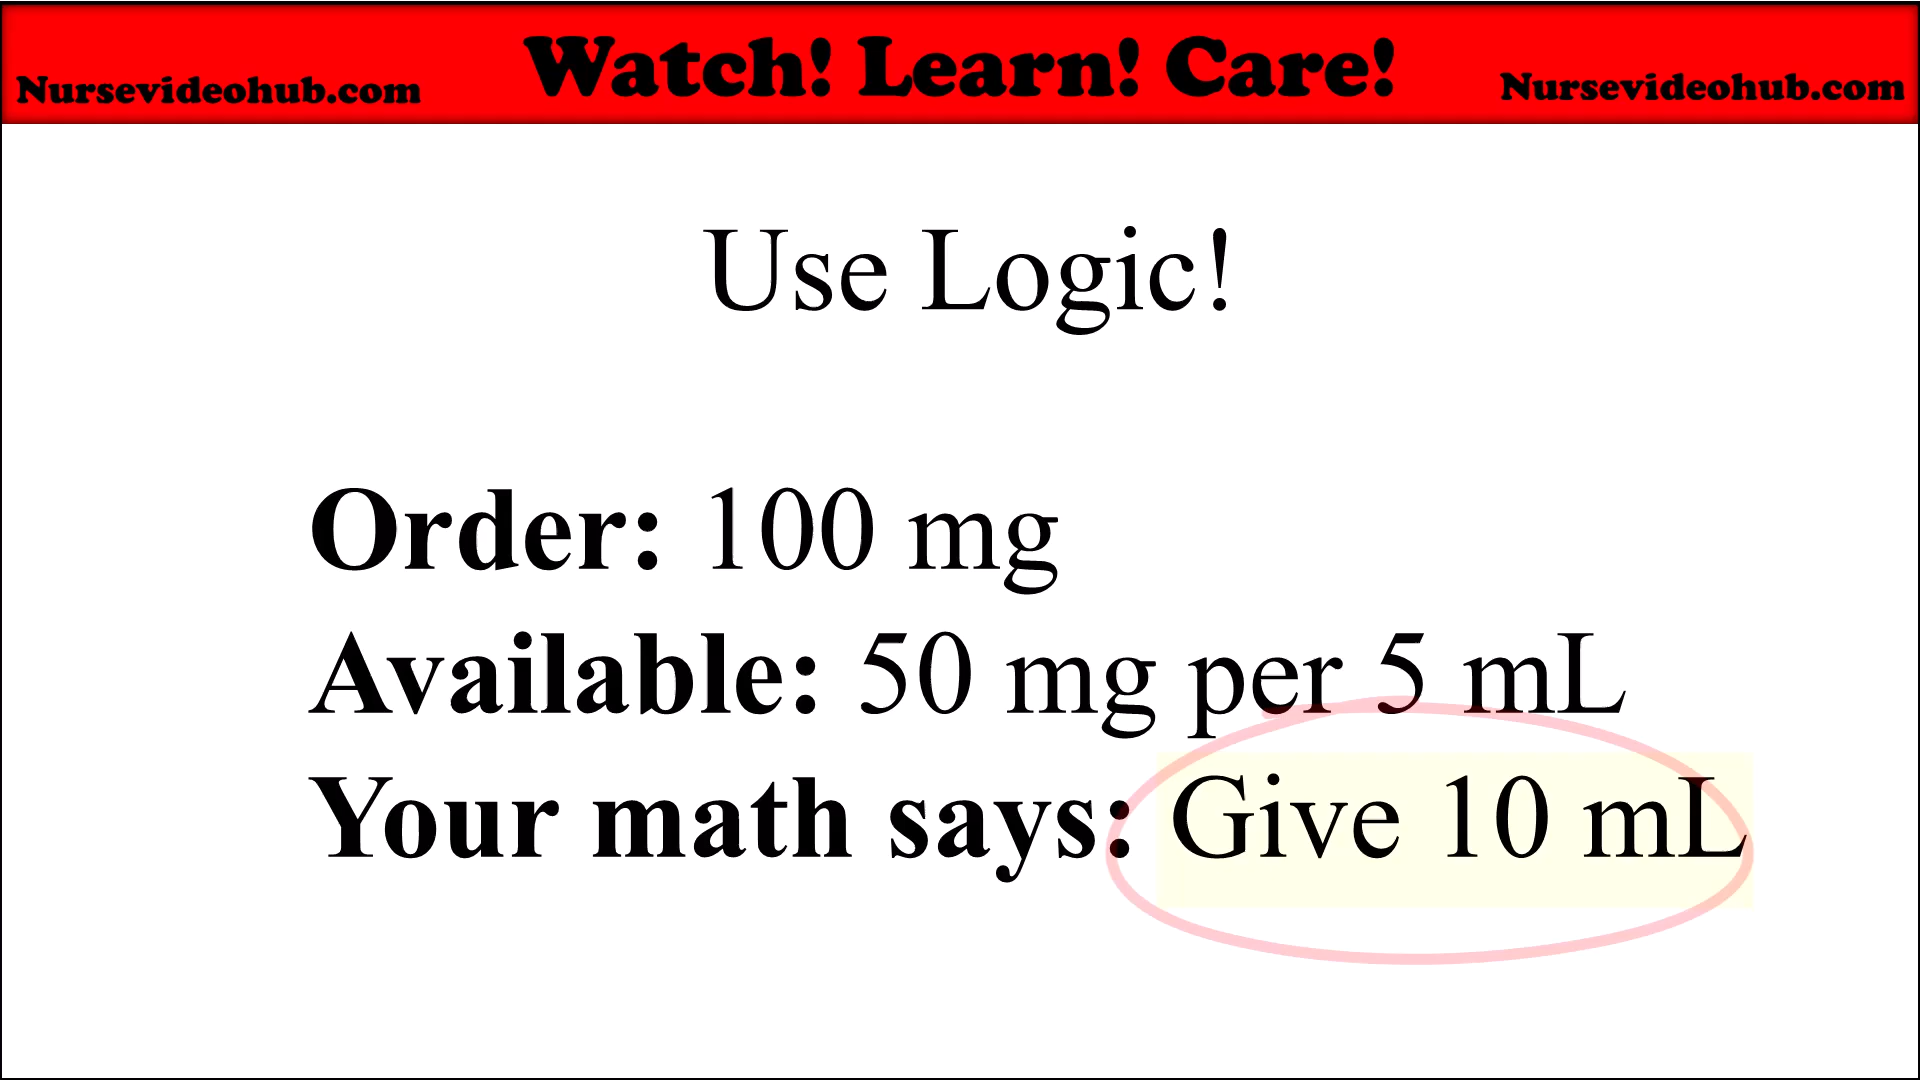 Nursevideohub.com Watch! Learn! Care! Nursevideohub.com
Use Logic!
Order: 100 mg
Available: 50 mg per 5 mL
Your math says: Give 10 mL